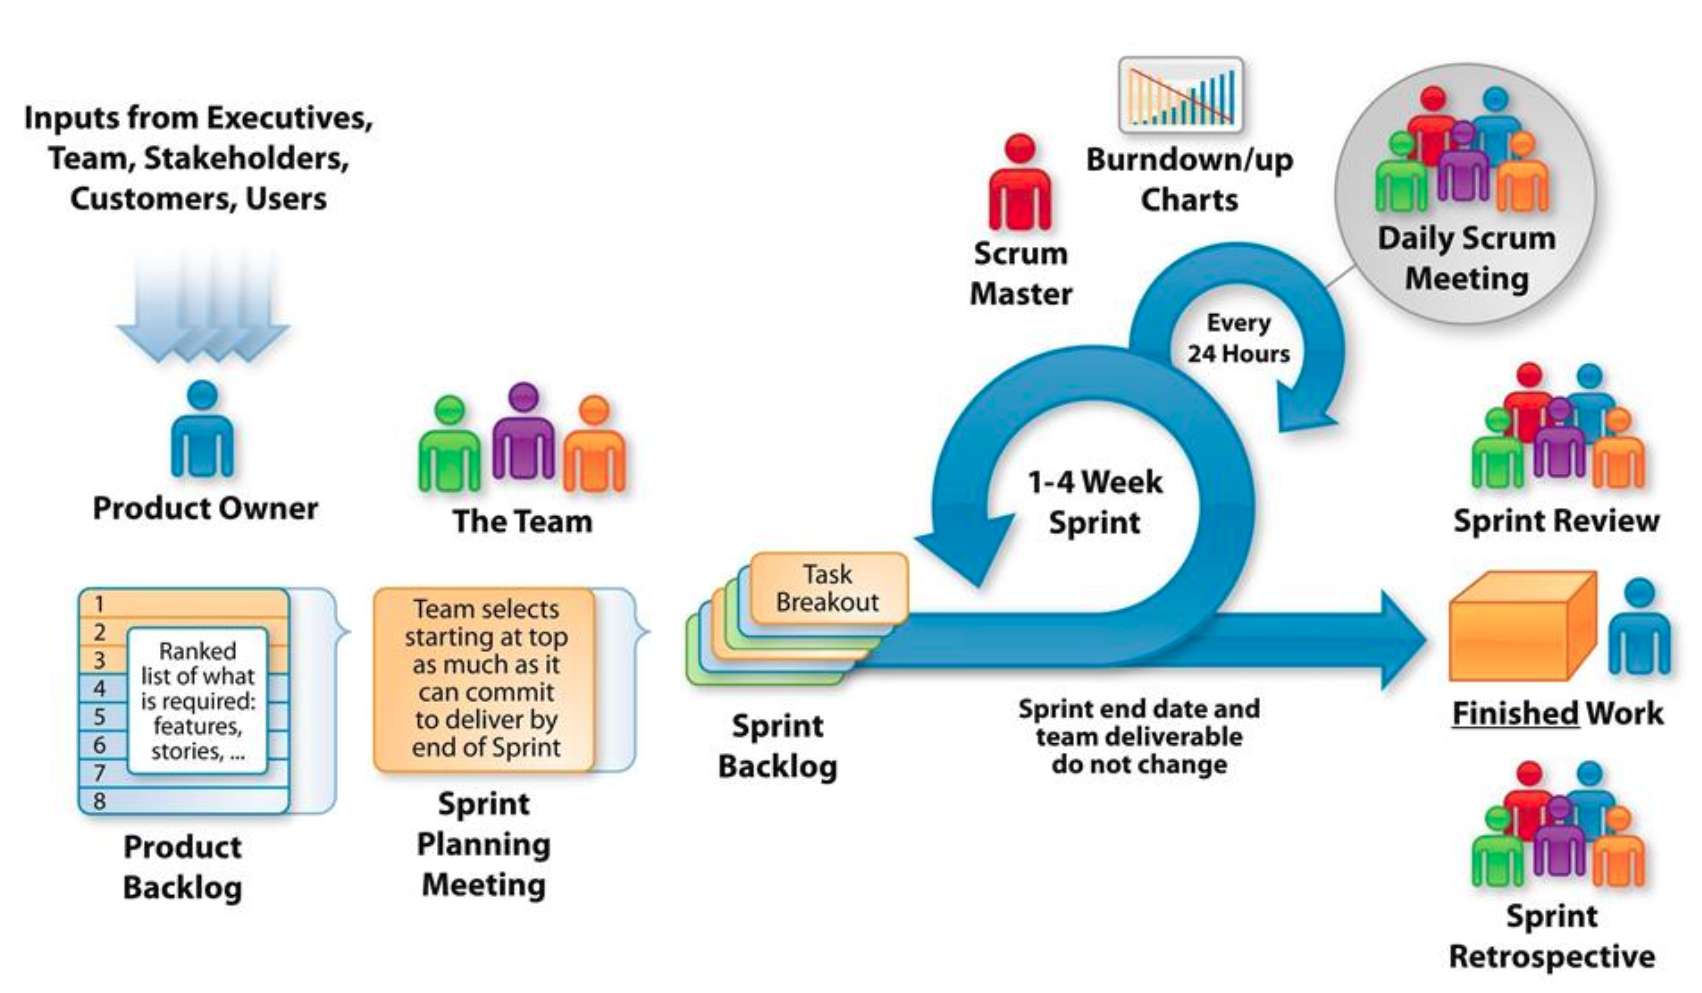 Inputs from Executives,
Team, Stakeholders,
Customers, Users
Product Owner
The Team
1
2
3
4
5
6
7
8
Ranked
list of what
is required:
features,
stories, ...
Product
Backlog
Team selects
starting at top
as much as it
can commit
to deliver by
end of Sprint
Sprint
Planning
Meeting
Task
Breakout
Sprint
Backlog
Scrum
Master
Burndown/up
Charts
Daily Scrum
Meeting
Every
24 Hours
1-4 Week
Sprint
Sprint end date and
team deliverable
do not change
Sprint Review
Finished Work
Sprint
Retrospective